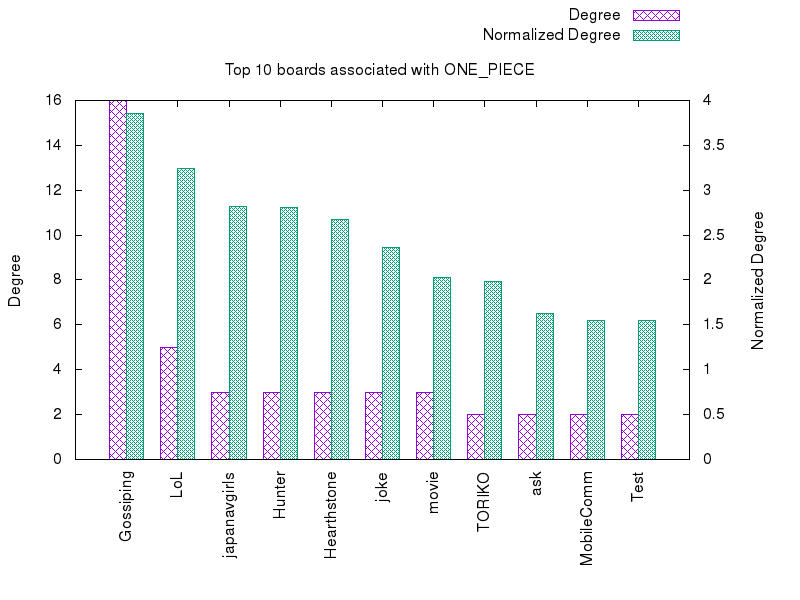 Degree
Normalized Degree
Top 10 boards associated with ONE_PIECE
16
14
12
10
8
6
4
2
0
Degree
4
3.5
3
2.5
2
1.5
1
0.5
0
Normalized Degree
Gossiping
LoL
japanavgirls
Hunter
Hearthstone
joke
movie
TORIKO
ask
MobileComm
Test